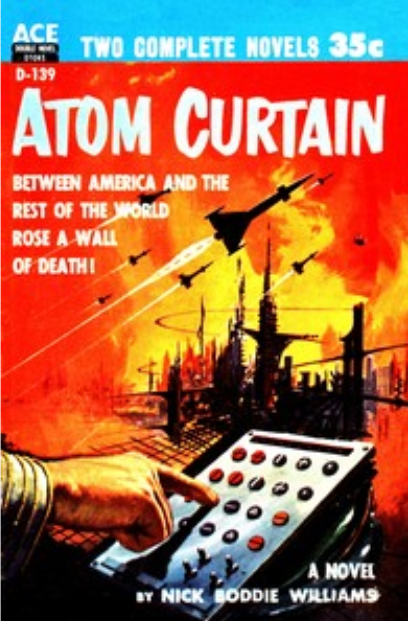 ACE TWO COMPLETE NOVELS 35c
DOUBLE NOVEL
D-139
ATOM CURTAIN
BETWEEN AMERICA AND THE
REST OF THE WORLD
ROSE A WALL
OF DEATH!
A NOVEL
BY NICK BODDIE WILLIAMS